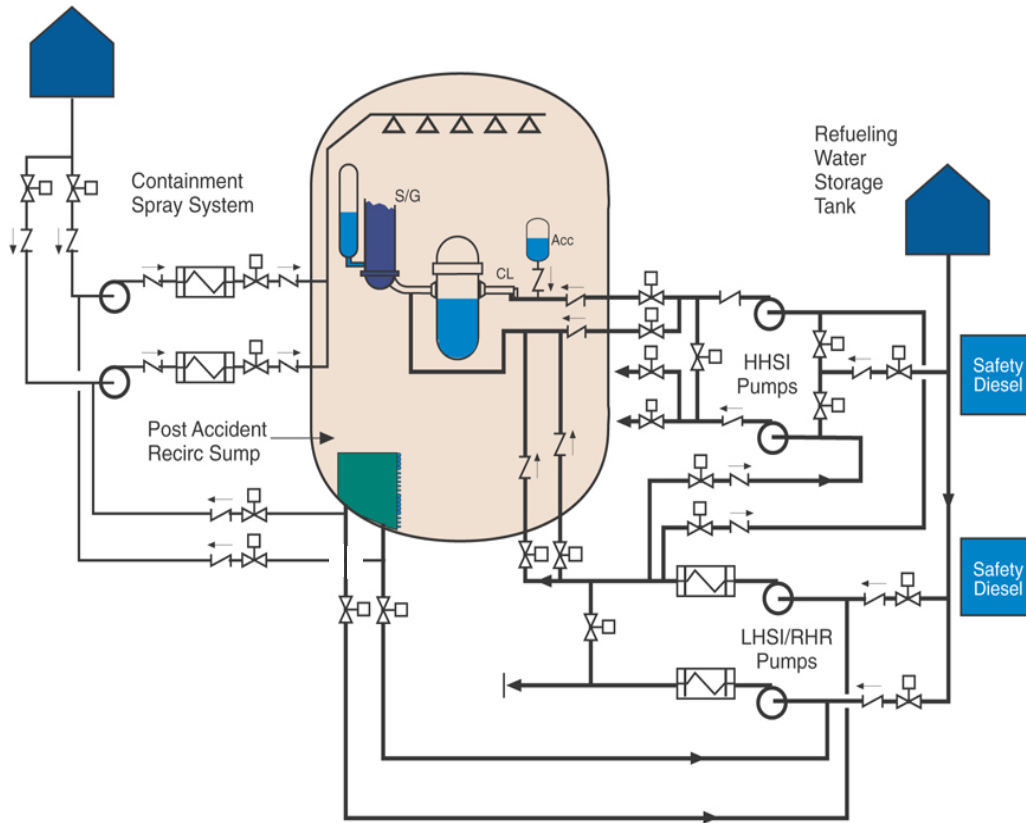 Containment
Spray System
S/G
Acc
CL
Refueling
Water
Storage
Tank
HHSI
Pumps
Safety
Diesel
Post Accident
Recirc Sump
Safety
Diesel
LHSI/RHR
Pumps